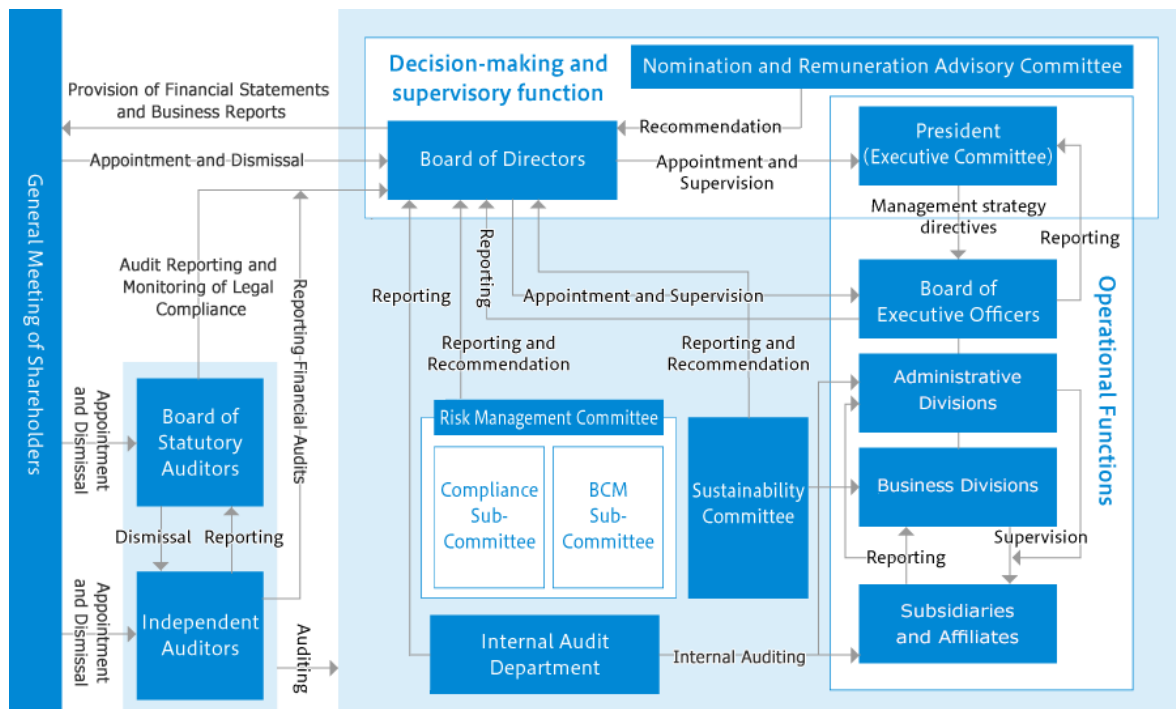 General Meeting of Shareholders
Provision of Financial Statements
and Business Reports
Appointment and Dismissal
Decision-making and
supervisory function
Nomination and Remuneration Advisory Committee
Recommendation
Board of Directors
Appointment and
Supervision
President
(Executive Committee)
Management strategy
directives
Reporting
Audit Reporting and
Monitoring of Legal
Compliance
Reporting-Financial Audits
Reporting
Reporting
Appointment and Supervision
Board of
Executive Officers
Operational Functions
Reporting and
Recommendation
Reporting and
Recommendation
Administrative
Divisions
Appointment
and Dismissal
Board of
Statutory
Auditors
Risk Management Committee
Compliance
Sub-
Committee
BCM
Sub-
Committee
Sustainability
Committee
Business Divisions
Dismissal
Reporting
Reporting
Supervision
Appointment
and Dismissal
Independent
Auditors
Auditing
Internal Audit
Department
Internal Auditing
Subsidiaries
and Affiliates